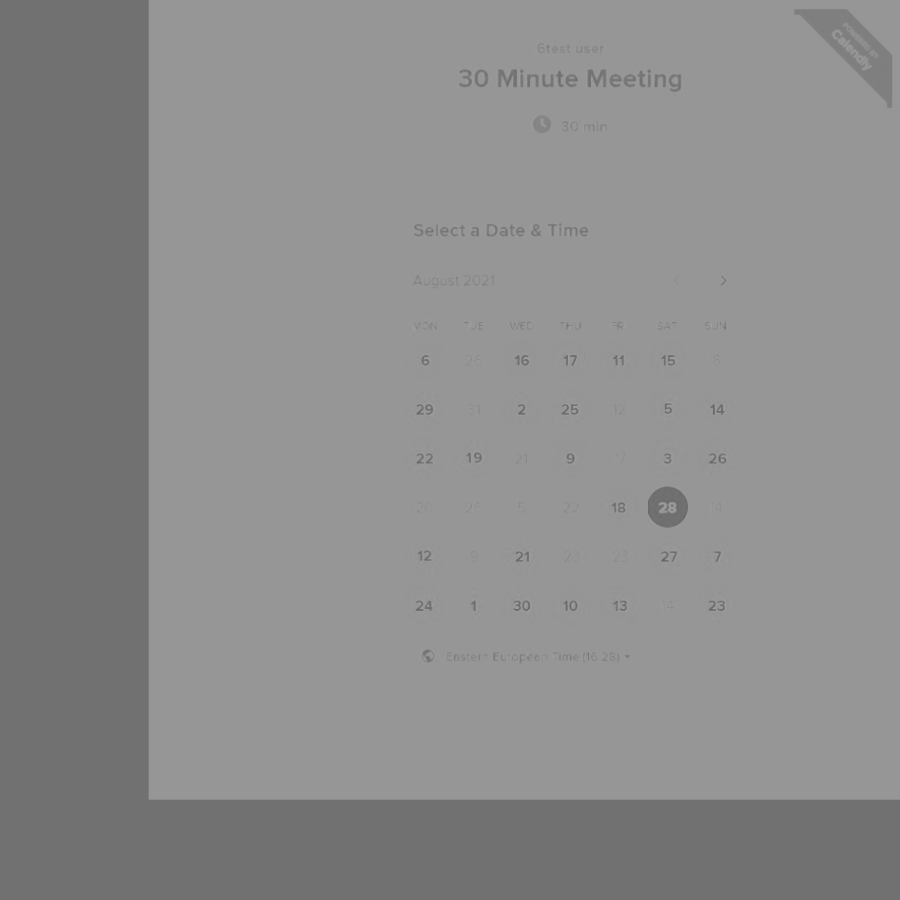 POWERED BY
Calendly
6test user
30 Minute Meeting
30 min
Select a Date & Time
August 2021
MON TUE WED THU FRI SAT SUN
6 26 16 17 11 15 8
29 31 2 25 12 5 14
22 19 21 9 17 3 26
20 26 5 22 18 28 14
12 9 21 23 23 27 7
24 1 30 10 13 14 23
Eastern European Time (16:28)